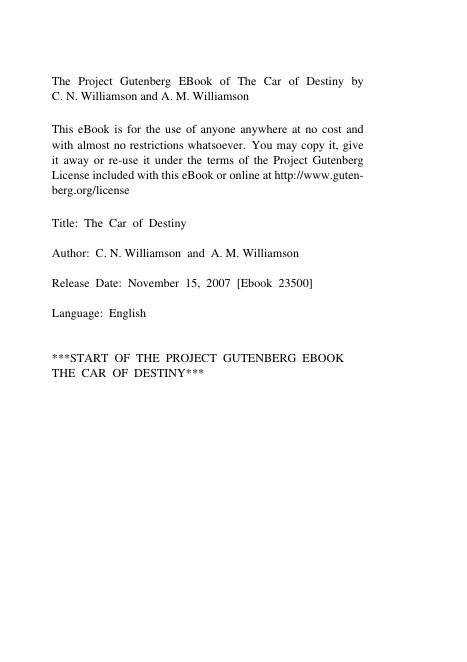 The Project Gutenberg EBook of The Car of Destiny by
C. N. Williamson and A. M. Williamson
This eBook is for the use of anyone anywhere at no cost and
with almost no restrictions whatsoever. You may copy it, give
it away or re-use it under the terms of the Project Gutenberg
License included with this eBook or online at http://www.guten-
berg.org/license
Title: The Car of Destiny
Author: C. N. Williamson and A. M. Williamson
Release Date: November 15, 2007 [Ebook 23500]
Language: English
***START OF THE PROJECT GUTENBERG EBOOK
THE CAR OF DESTINY***